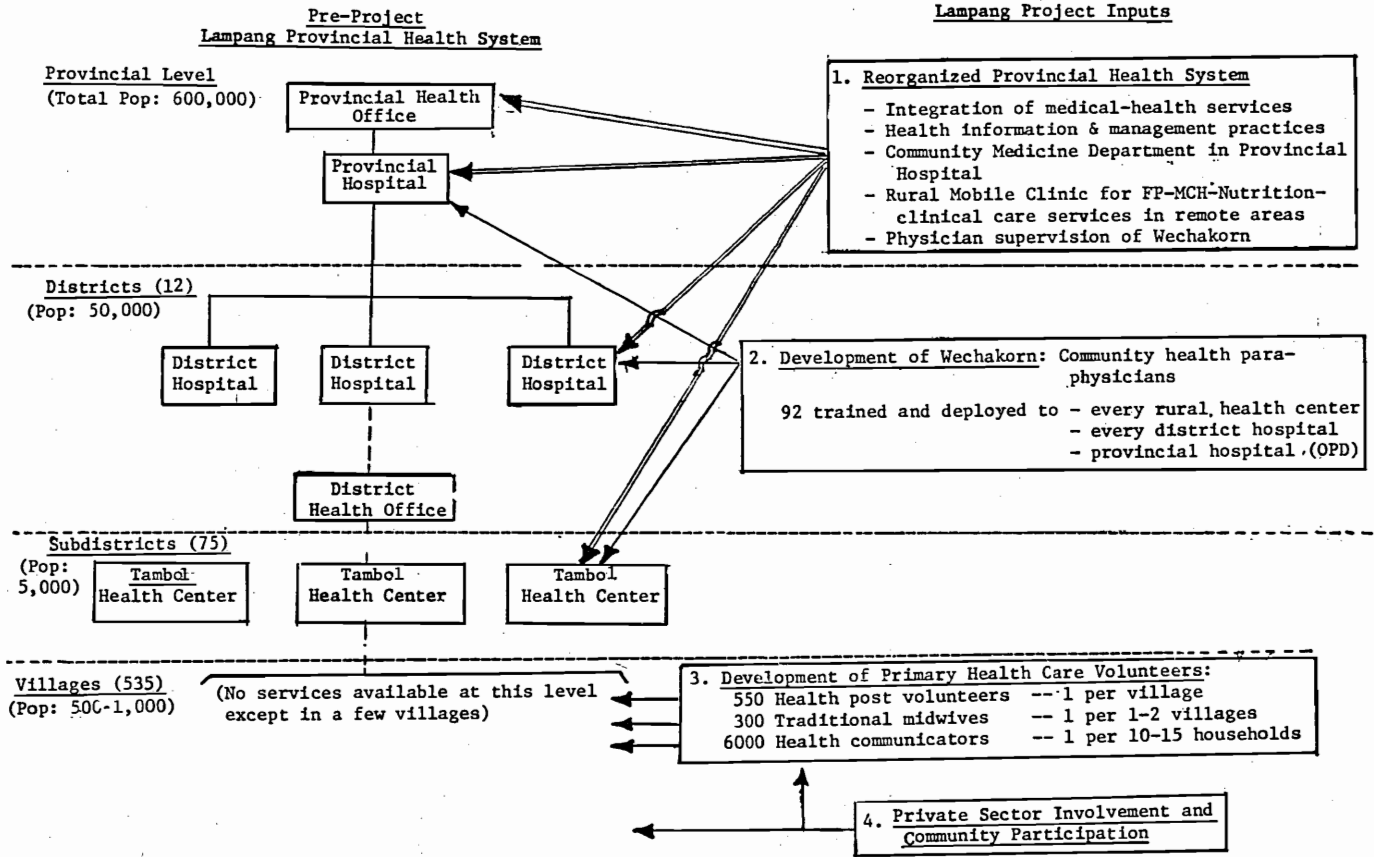 Pre-Project
Lampang Provincial Health System
Lampang Project Inputs
Provincial Level
(Total Pop: 600,000)
Provincial Health
Office
Provincial
Hospital
1. Reorganized Provincial Health System
- Integration of medical-health services
- Health information & management practices
- Community Medicine Department in Provincial
Hospital
- Rural Mobile Clinic for FP-MCH-Nutrition-
clinical care services in remote areas
- Physician supervision of Wechakorn
Districts (12)
(Pop: 50,000)
District
Hospital
District
Hospital
District
Hospital
2. Development of Wechakorn: Community health para-
physicians
92 trained and deployed to - every rural health center
- every district hospital
- provincial hospital (OPD)
District
Health Office
Subdistricts (75)
(Pop:
5,000)
Tambol
Health Center
Tambol
Health Center
Tambol
Health Center
Villages (535)
(Pop: 500-1,000)
(No services available at this level
except in a few villages)
3. Development of Primary Health Care Volunteers:
550 Health post volunteers -- 1 per village
300 Traditional midwives -- 1 per 1-2 villages
6000 Health communicators -- 1 per 10-15 households
4. Private Sector Involvement and
Community Participation